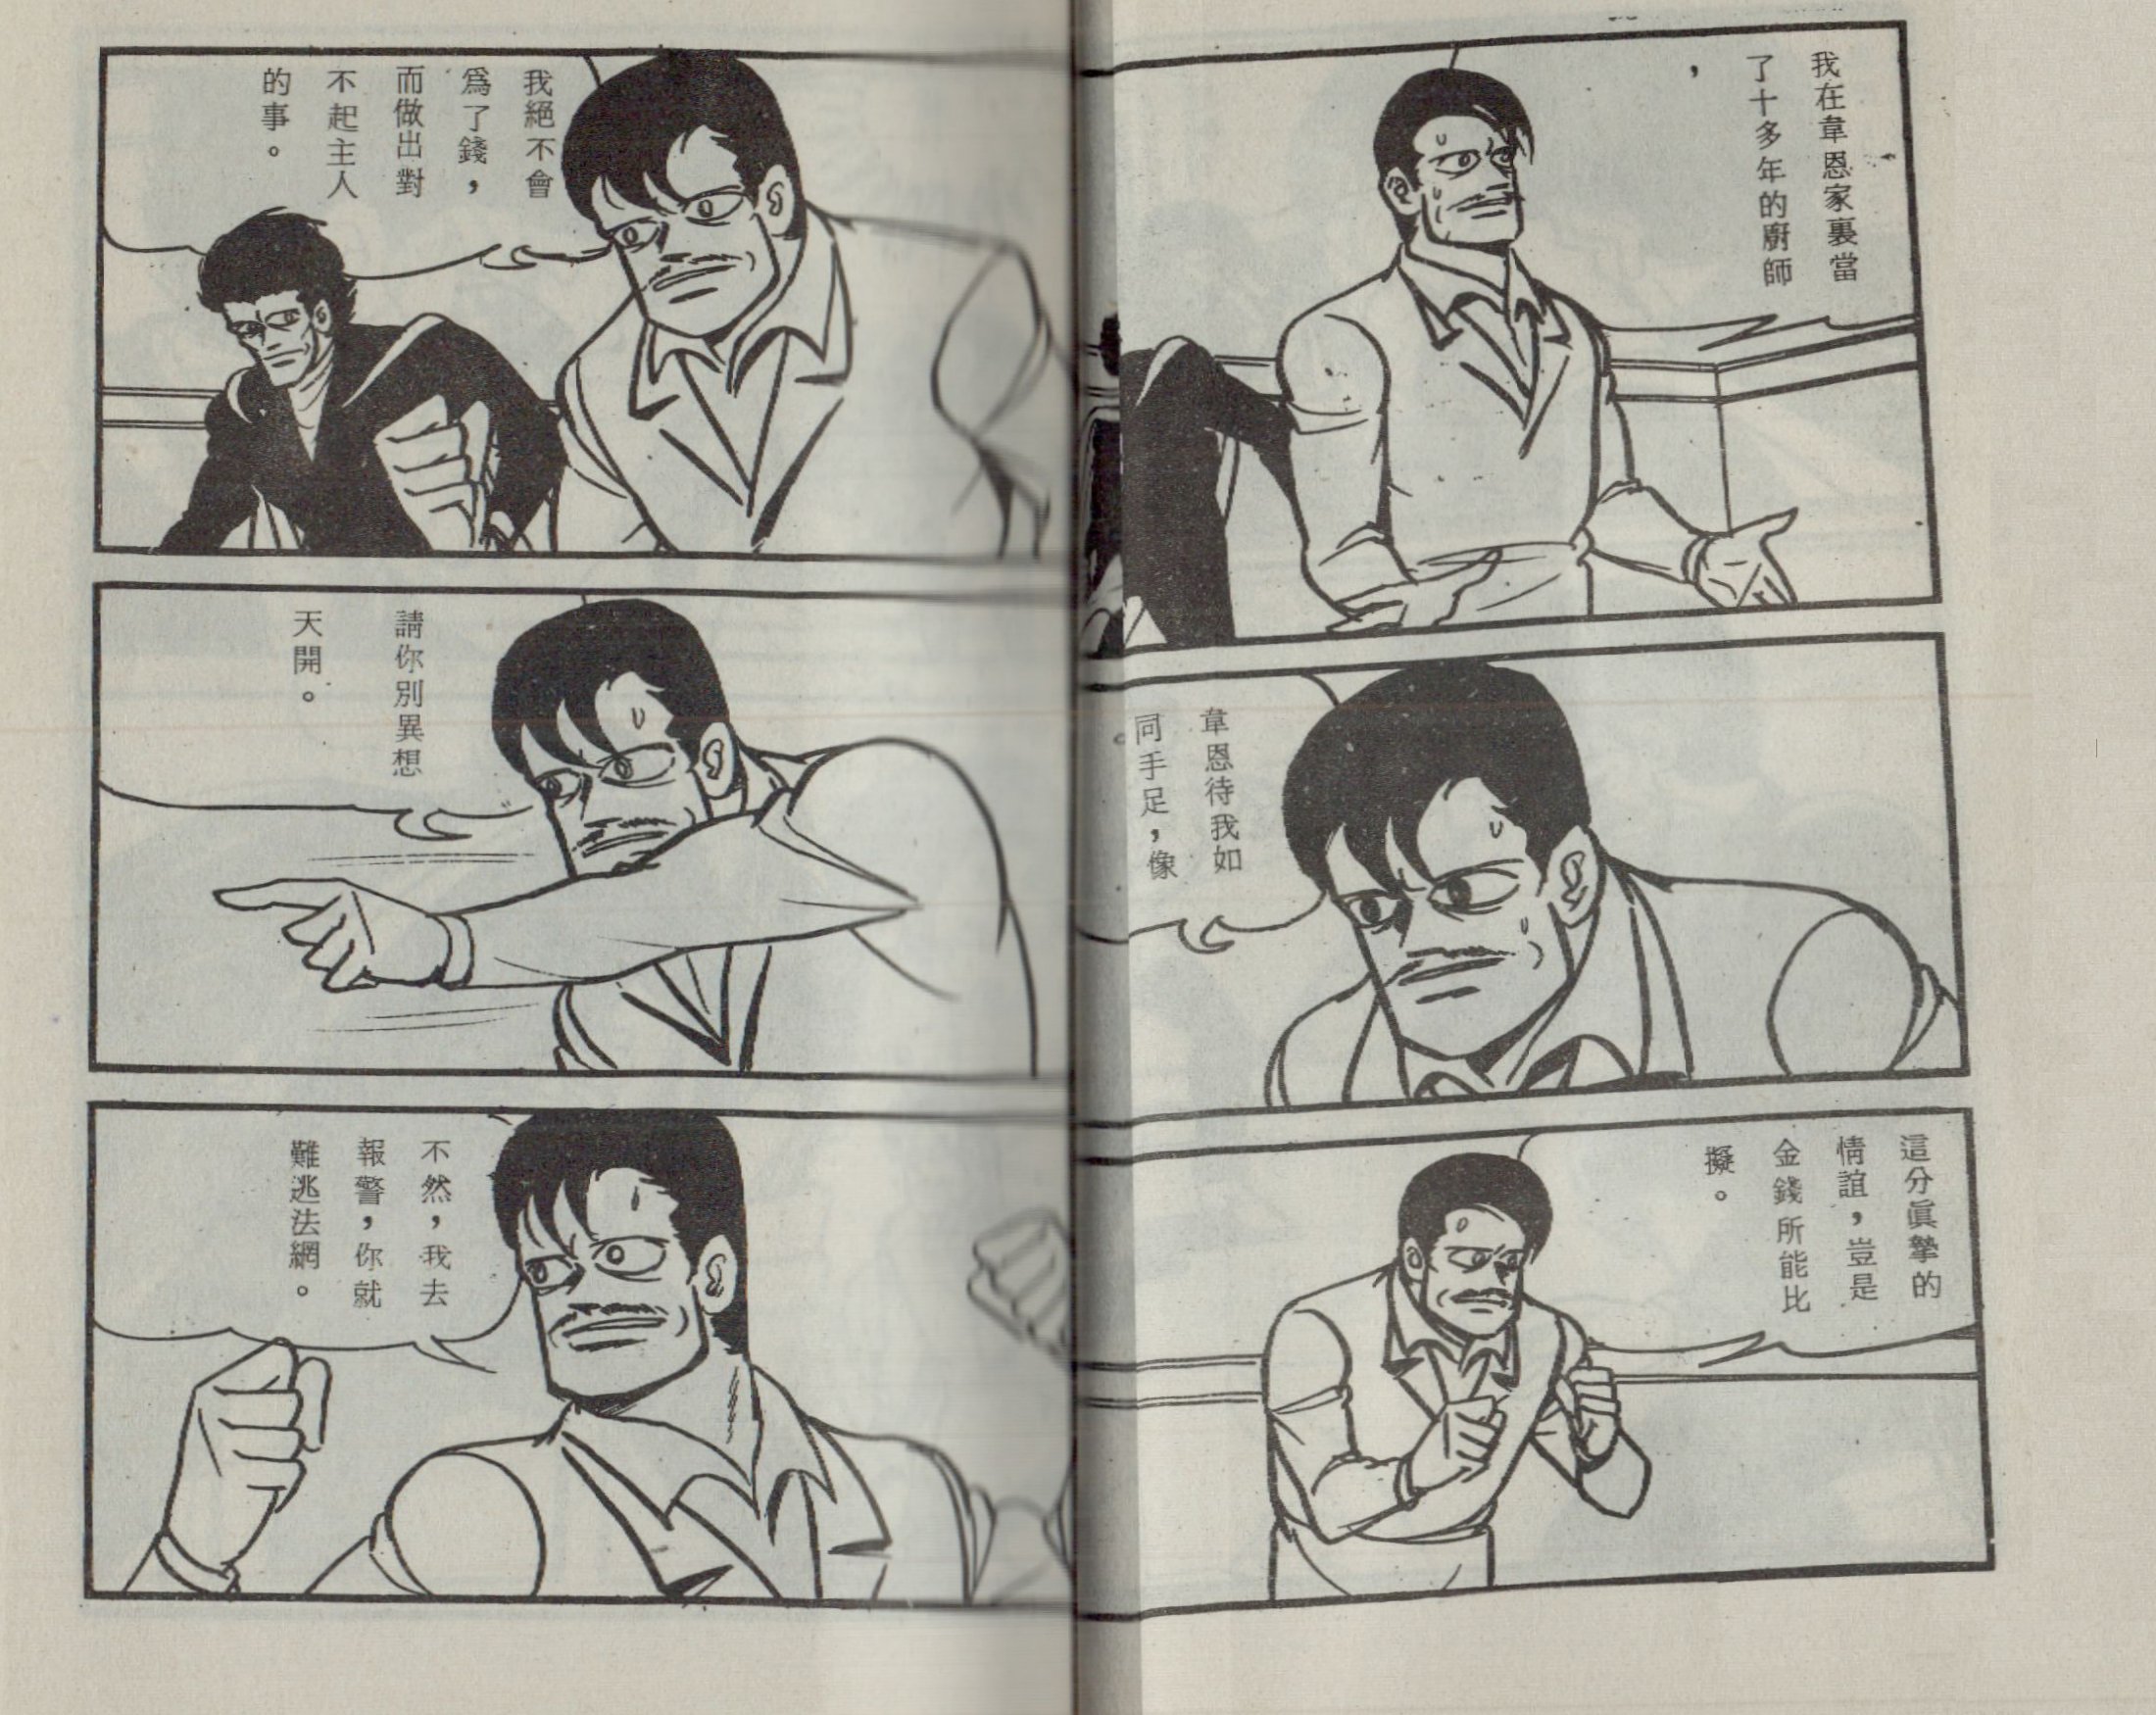 我在韋恩家裏當
了十多年的廚師
，
韋恩待我如
同手足，像
。
這分眞摯的
情誼，豈是
金錢所能比
擬。
我絕不會
爲了錢，
而做出對
不起主人
的事。
請你別異想
天開。
不然，我去
報警，你就
難逃法網。